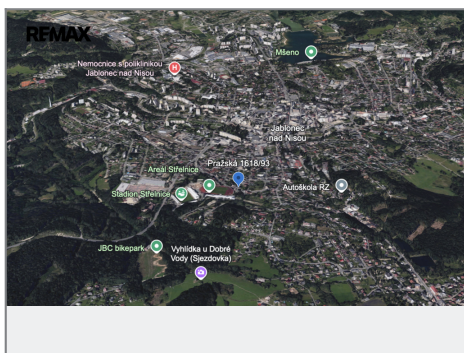 REMAX
Mšeno
Nemocnice s poliklinikou
Jablonec nad Nisou
H
Jablonec
nad Nisou
Pražská 1618/93
Areál Střelnice
Stadion Střelnice
Autoškola RZ
JBC bikepark
Vyhlídka u Dobré
Vody (Sjezdovka)